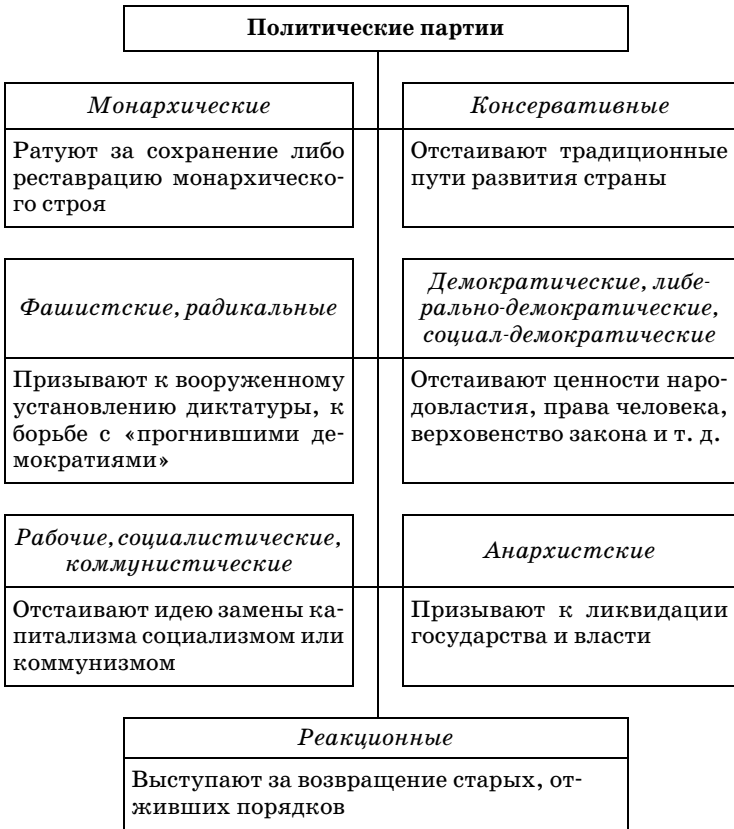 Политические партии
Монархические
Ратуют за сохранение либо
реставрацию монархическо-
го строя
Консервативные
Отстаивают традиционные
пути развития страны
Фашистские, радикальные
Призывают к вооруженному
установлению диктатуры, к
борьбе с «прогнившими де-
мократиями»
Демократические, либе-
рально-демократические,
социал-демократические
Отстаивают ценности наро-
довластия, права человека,
верховенство закона и т. д.
Рабочие, социалистические,
коммунистические
Отстаивают идею замены ка-
питализма социализмом или
коммунизмом
Анархистские
Призывают к ликвидации
государства и власти
Реакционные
Выступают за возвращение старых, от-
живших порядков